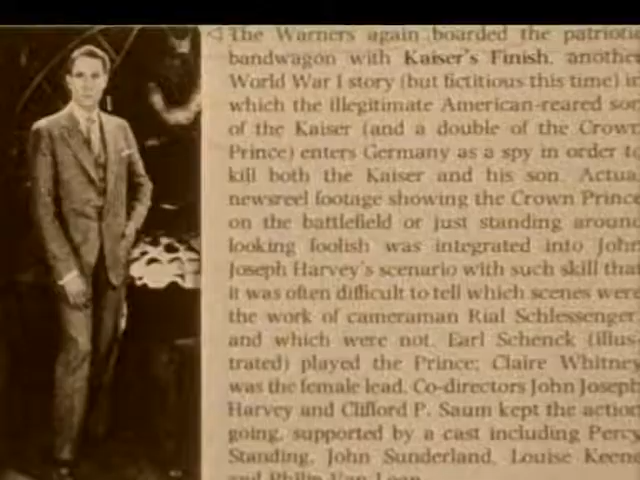 The Warners again boarded the patriotic
bandwagon with Kaiser's Finish, another
World War I story (but fictitious this time) in
which the illegitimate American-reared son
of the Kaiser (and a double of the Crown
Prince) enters Germany as a spy in order to
kill both the Kaiser and his son. Actual
newsreel footage showing the Crown Prince
on the battlefield or just standing around
looking foolish was integrated into John
Joseph Harvey's scenario with such skill that
it was often difficult to tell which scenes were
the work of cameraman Rial Schlessenger
and which were not. Earl Schenck (illus-
trated) played the Prince; Claire Whitney
was the female lead. Co-directors John Joseph
Harvey and Clifford P. Saum kept the action
going, supported by a cast including Percy
Standing, John Sunderland, Louise Keene
and Philip Van Loan.